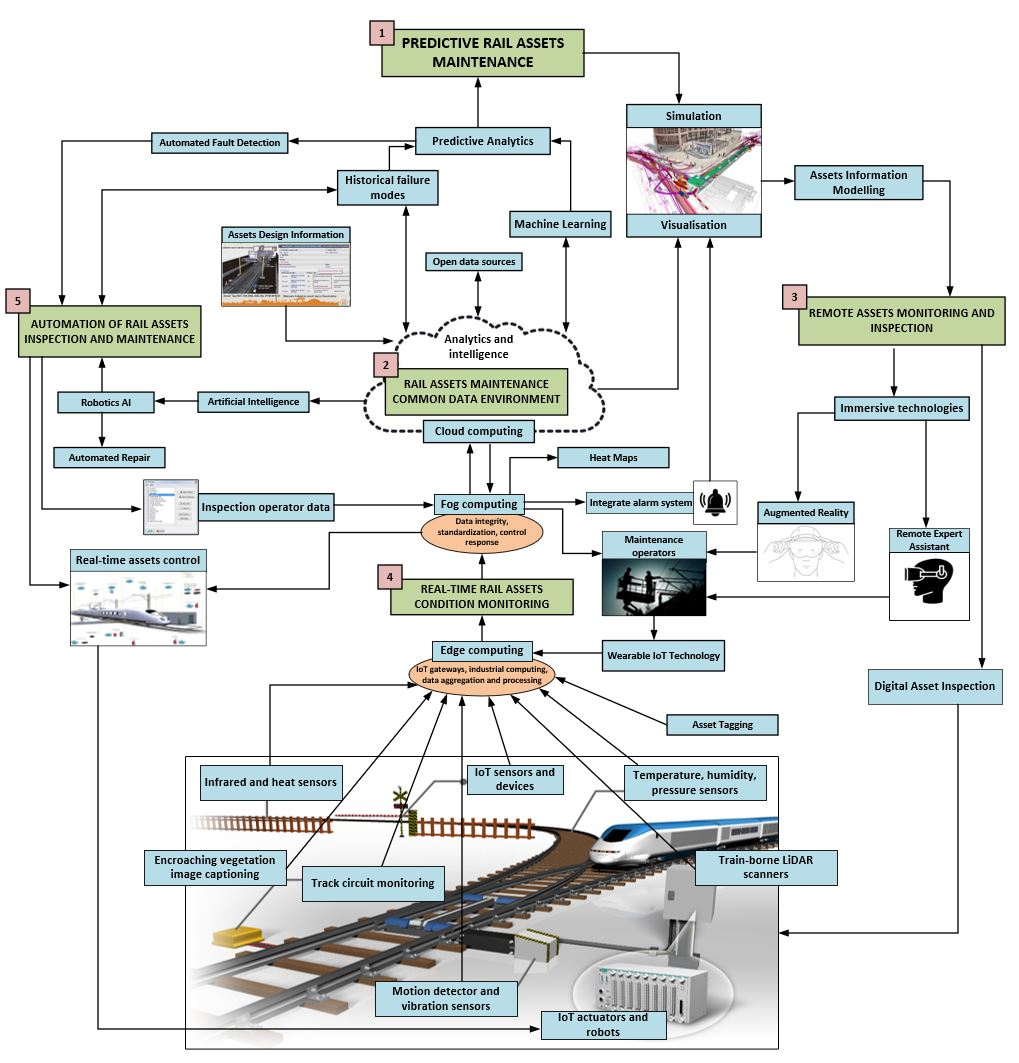 1
PREDICTIVE RAIL ASSETS
MAINTENANCE
Simulation
Automated Fault Detection
Predictive Analytics
Historical failure
modes
Assets Information
Modelling
Machine Learning
Visualisation
Assets Design Information
Open data sources
5
AUTOMATION OF RAIL ASSETS
INSPECTION AND MAINTENANCE
3
REMOTE ASSETS MONITORING AND
INSPECTION
Analytics and
intelligence
2
RAIL ASSETS MAINTENANCE
COMMON DATA ENVIRONMENT
Robotics AI
Artificial Intelligence
Immersive technologies
Cloud computing
Automated Repair
Heat Maps
Inspection operator data
Fog computing
Integrate alarm system
Augmented Reality
Data integrity,
standardization, control
response
Maintenance
operators
Remote Expert
Assistant
Real-time assets control
4
REAL-TIME RAIL ASSETS
CONDITION MONITORING
Edge computing
Wearable IoT Technology
IoT gateways, industrial computing,
data aggregation and processing
Digital Asset Inspection
Asset Tagging
Infrared and heat sensors
IoT sensors and
devices
Temperature, humidity,
pressure sensors
Encroaching vegetation
image captioning
Track circuit monitoring
Train-borne LiDAR
scanners
Motion detector and
vibration sensors
IoT actuators and
robots